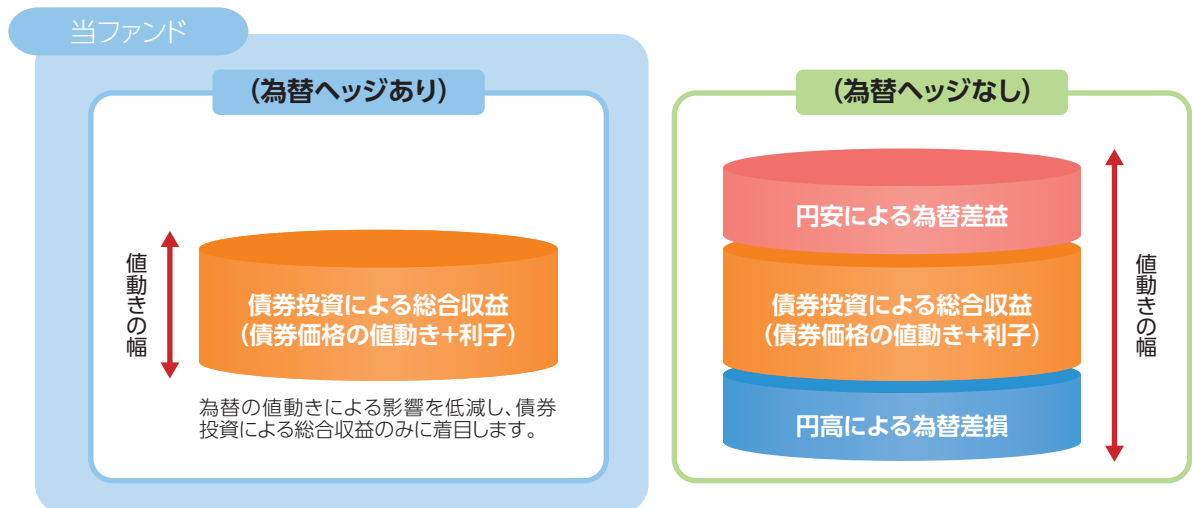 当ファンド
(為替ヘッジあり)
値動きの幅
債券投資による総合収益
(債券価格の値動き+利子)
為替の値動きによる影響を低減し、債券
投資による総合収益のみに着目します。
(為替ヘッジなし)
円安による為替差益
債券投資による総合収益
(債券価格の値動き+利子)
円高による為替差損
値動きの幅